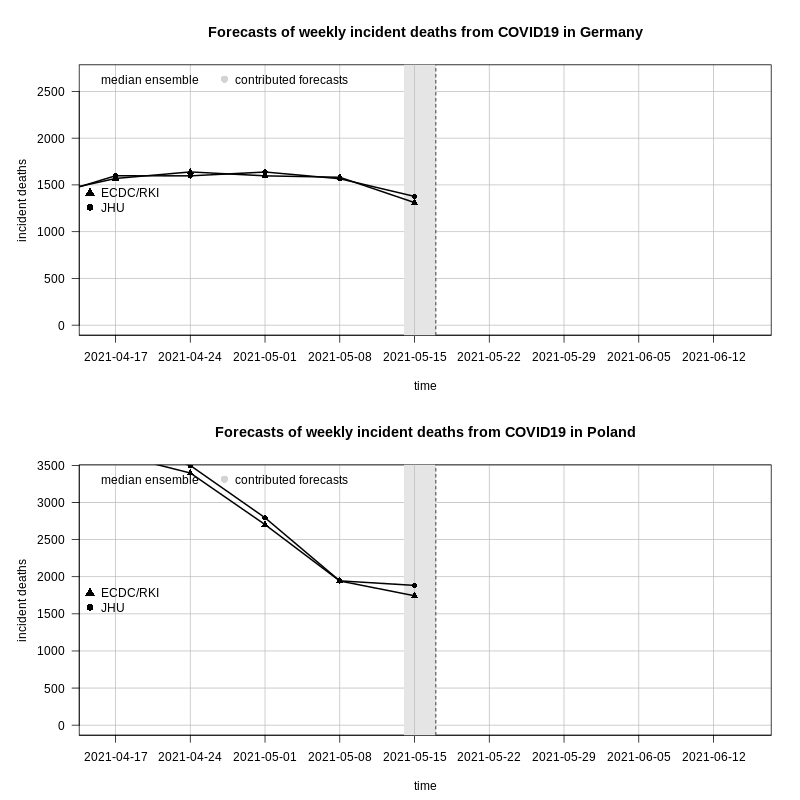 Forecasts of weekly incident deaths from COVID19 in Germany
median ensemble contributed forecasts
2500
2000
1500
1000
500
0
incident deaths
ECDC/RKI
JHU
2021-04-17 2021-04-24 2021-05-01 2021-05-08 2021-05-15 2021-05-22 2021-05-29 2021-06-05 2021-06-12
time
Forecasts of weekly incident deaths from COVID19 in Poland
median ensemble contributed forecasts
3500
3000
2500
2000
1500
1000
500
0
incident deaths
ECDC/RKI
JHU
2021-04-17 2021-04-24 2021-05-01 2021-05-08 2021-05-15 2021-05-22 2021-05-29 2021-06-05 2021-06-12
time